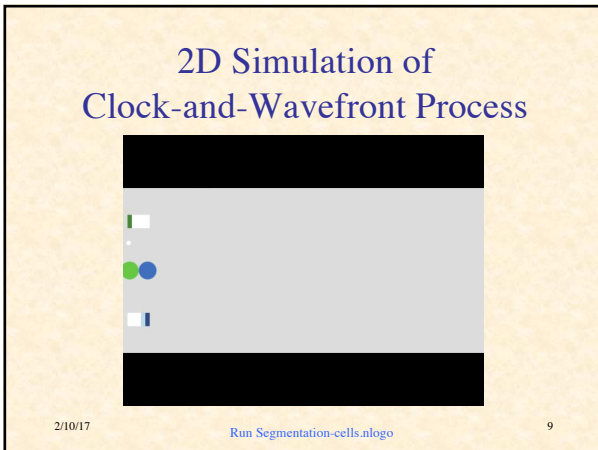 2D Simulation of
Clock-and-Wavefront Process
2/10/17
Run Segmentation-cells.nlogo
9